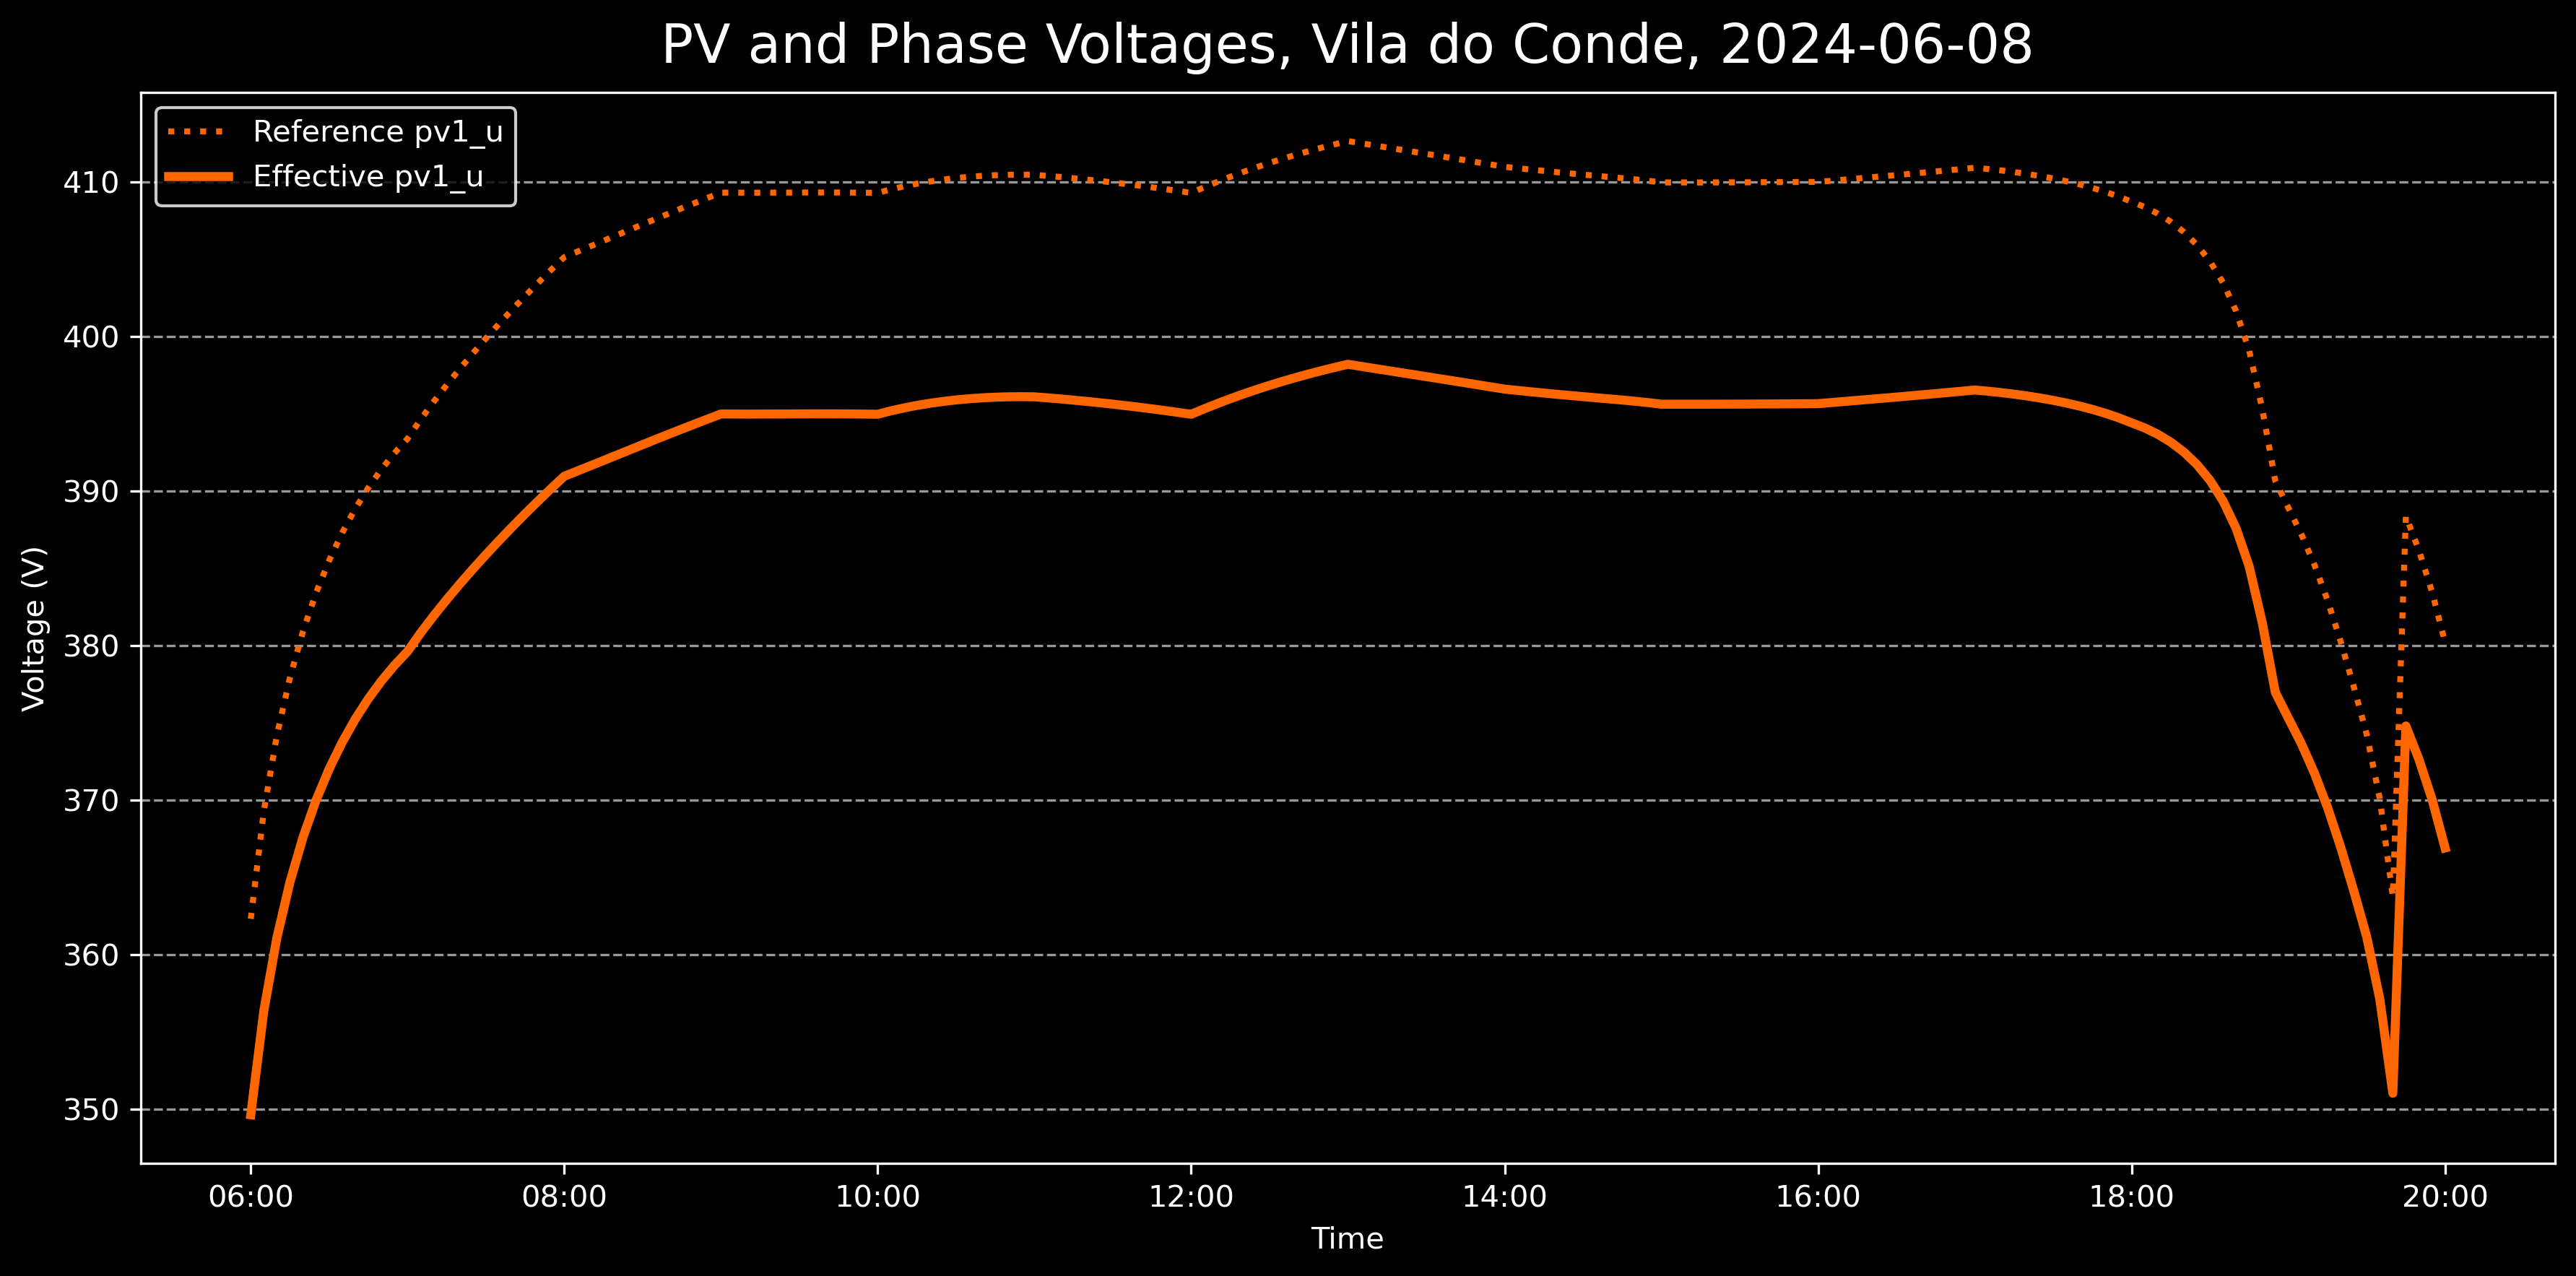 PV and Phase Voltages, Vila do Conde, 2024-06-08
Reference pv1_u
Effective pv1_u
410
400
390
380
370
360
350
Voltage (V)
06:00 08:00 10:00 12:00 14:00 16:00 18:00 20:00
Time